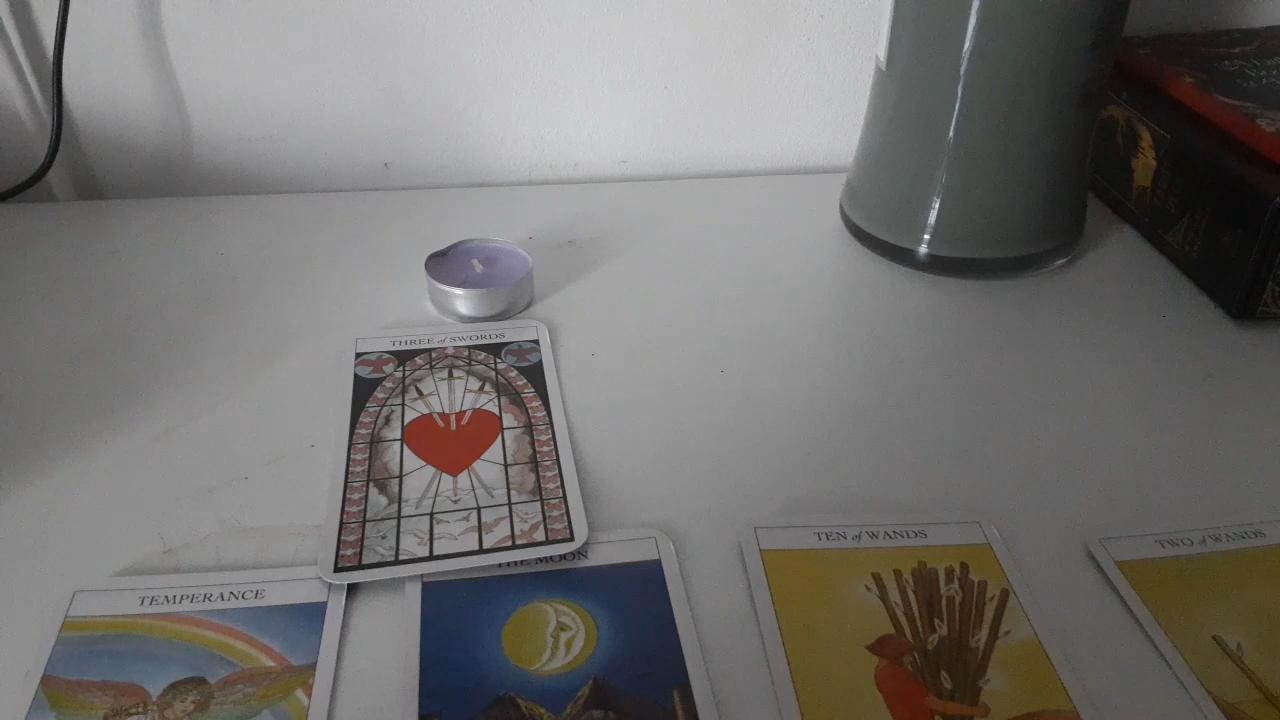 THREE of SWORDS
THE MOON
TEN of WANDS
TWO of WANDS
TEMPERANCE